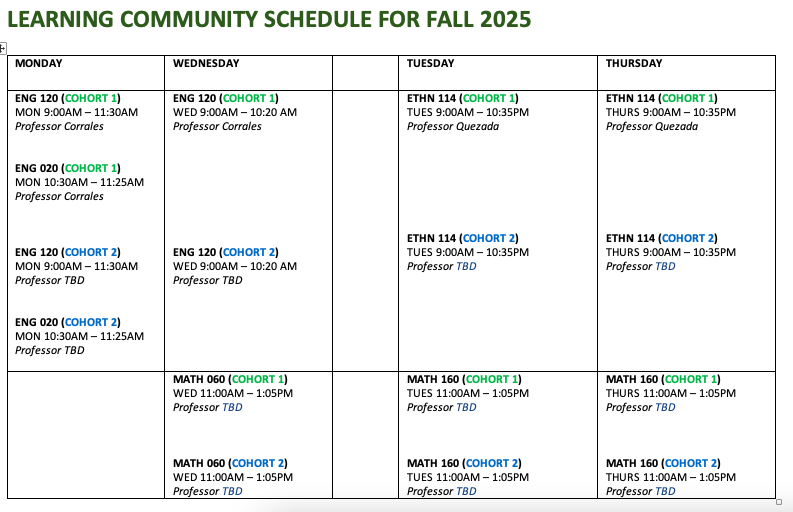 LEARNING COMMUNITY SCHEDULE FOR FALL 2025
MONDAY
WEDNESDAY
TUESDAY
THURSDAY
ENG 120 (COHORT 1)
MON 9:00AM – 11:30AM
Professor Corrales
ENG 020 (COHORT 1)
MON 10:30AM – 11:25AM
Professor Corrales
ENG 120 (COHORT 2)
MON 9:00AM – 11:30AM
Professor TBD
ENG 020 (COHORT 2)
MON 10:30AM – 11:25AM
Professor TBD
ENG 120 (COHORT 1)
WED 9:00AM – 10:20 AM
Professor Corrales
ENG 120 (COHORT 2)
WED 9:00AM – 10:20 AM
Professor TBD
ETHN 114 (COHORT 1)
TUES 9:00AM – 10:35PM
Professor Quezada
ETHN 114 (COHORT 2)
TUES 9:00AM – 10:35PM
Professor TBD
ETHN 114 (COHORT 1)
THURS 9:00AM – 10:35PM
Professor Quezada
ETHN 114 (COHORT 2)
THURS 9:00AM – 10:35PM
Professor TBD
MATH 060 (COHORT 1)
WED 11:00AM – 1:05PM
Professor TBD
MATH 060 (COHORT 2)
WED 11:00AM – 1:05PM
Professor TBD
MATH 160 (COHORT 1)
TUES 11:00AM – 1:05PM
Professor TBD
MATH 160 (COHORT 2)
TUES 11:00AM – 1:05PM
Professor TBD
MATH 160 (COHORT 1)
THURS 11:00AM – 1:05PM
Professor TBD
MATH 160 (COHORT 2)
THURS 11:00AM – 1:05PM
Professor TBD